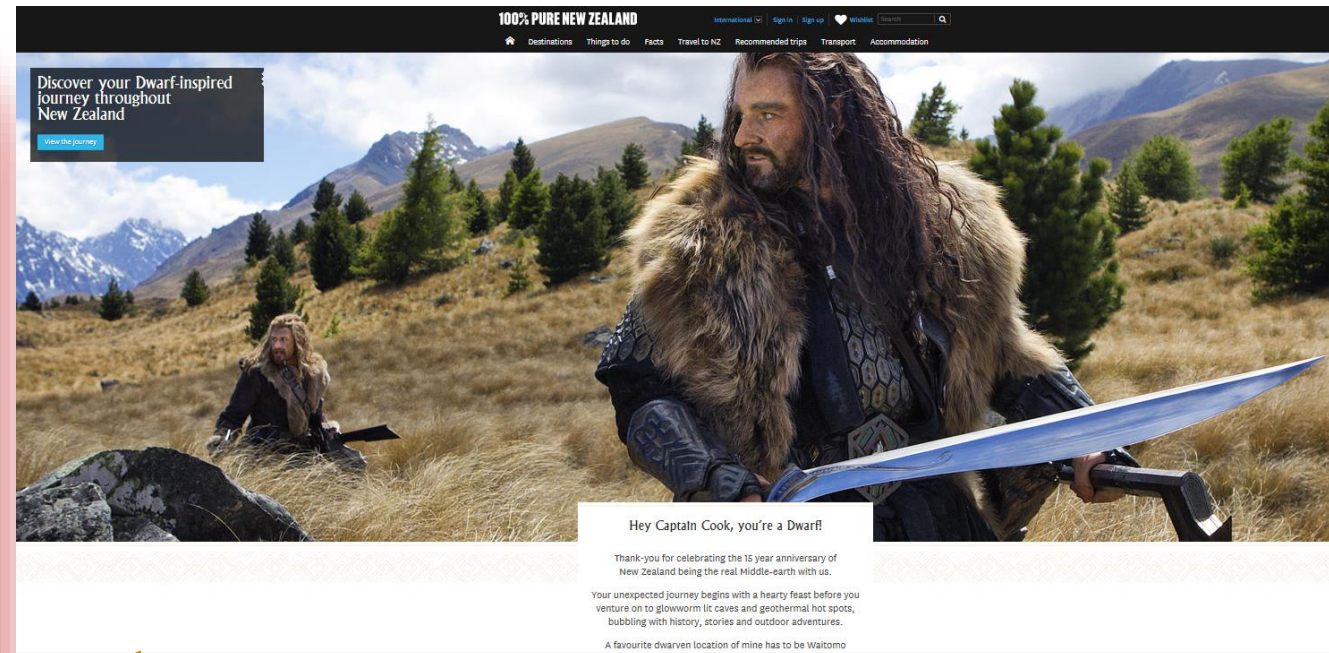 100% PURE NEW ZEALAND
International
Sign in
Sign up
Wishlist
Search
Destinations
Things to do
Facts
Travel to NZ
Recommended trips
Transport
Accommodation
Discover your Dwarf-inspired
journey throughout
New Zealand
View the journey
Hey Captain Cook, you're a Dwarf!
Thank-you for celebrating the 15 year anniversary of
New Zealand being the real Middle-earth with us.
Your unexpected journey begins with a hearty feast before you
venture on to glowworm lit caves and geothermal hot spots,
bubbling with history, stories and outdoor adventures.
A favourite dwarven location of mine has to be Waitomo